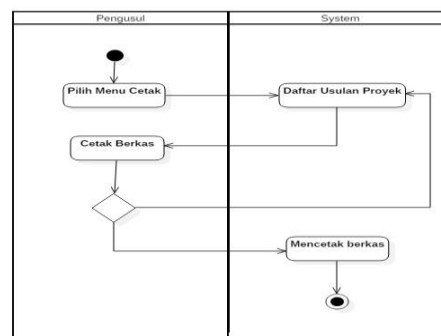 Pengusul
System
Pilih Menu Cetak
Daftar Usulan Proyek
Cetak Berkas
Mencetak berkas